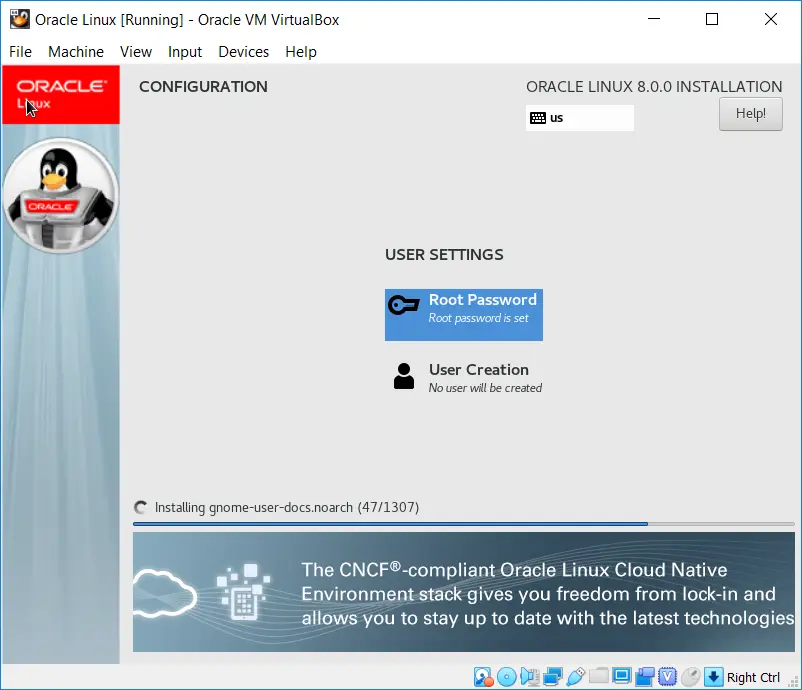 Oracle Linux [Running] - Oracle VM VirtualBox
File Machine View Input Devices Help
ORACLE
Linux
CONFIGURATION
ORACLE LINUX 8.0.0 INSTALLATION
us
Help!
ORACLE
USER SETTINGS
Root Password
Root password is set
User Creation
No user will be created
Installing gnome-user-docs.noarch (47/1307)
The CNCF®-compliant Oracle Linux Cloud Native
Environment stack gives you freedom from lock-in and
allows you to stay up to date with the latest technologies
Right Ctrl